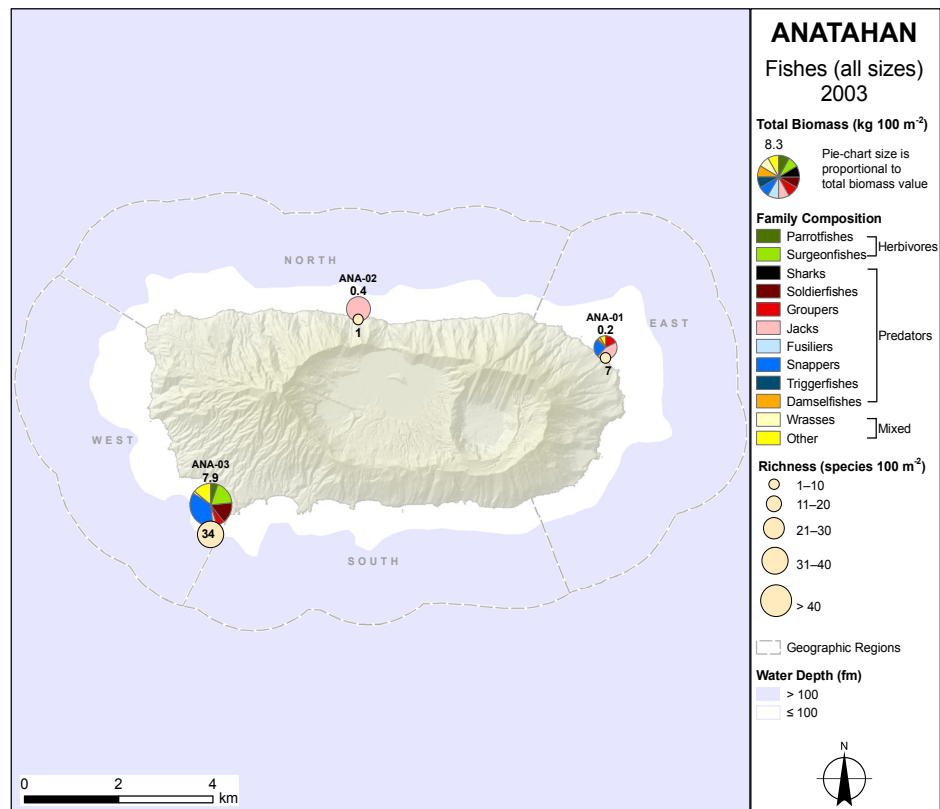 ANATAHAN
Fishes (all sizes)
2003
Total Biomass (kg 100 m⁻²)
8.3
Pie-chart size is
proportional to
total biomass value
Family Composition
Parrotfishes
Surgeonfishes
Herbivores
Sharks
Soldierfishes
Groupers
Jacks
Fusiliers
Snappers
Triggerfishes
Damselfishes
Predators
Wrasses
Other
Mixed
Richness (species 100 m⁻²)
1–10
11–20
21–30
31–40
> 40
Geographic Regions
Water Depth (fm)
> 100
≤ 100
N
NORTH
ANA-02
0.4
1
ANA-01
0.2
7
EAST
WEST
ANA-03
7.9
34
SOUTH
0 2 4
km